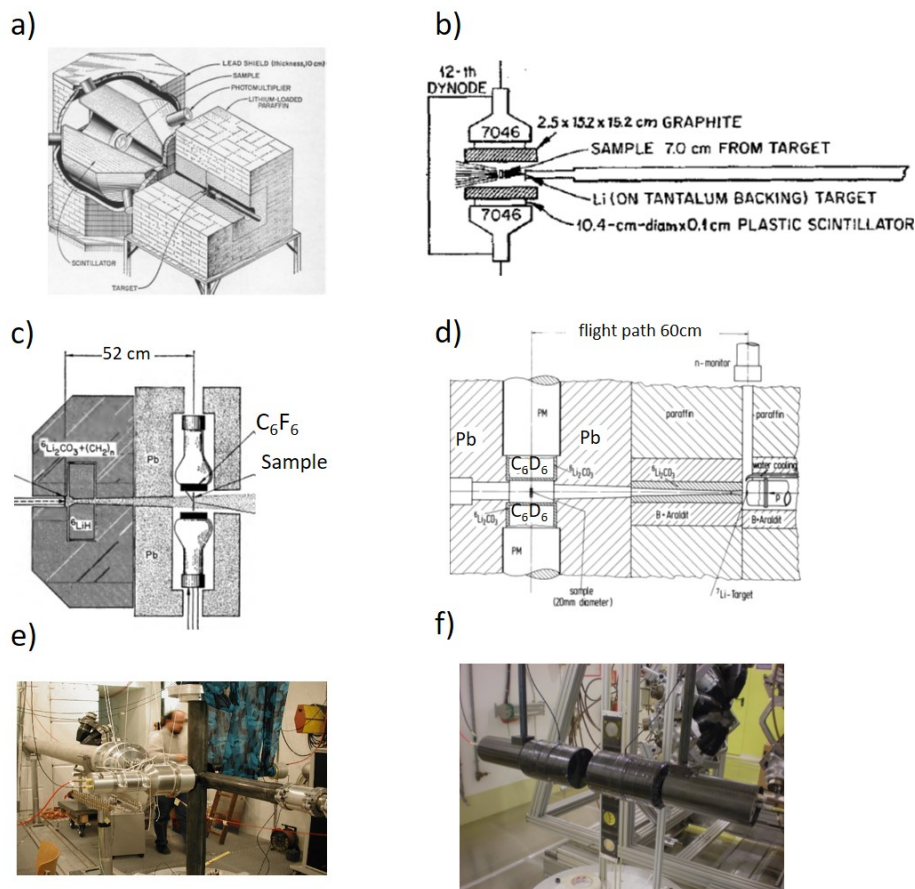 a)
LEAD SHIELD (thickness,10 cm)
SAMPLE
PHOTOMULTIPLIER
LITHIUM-LOADED
PARAFFIN
SCINTILLATOR
TARGET
b)
12-th
DYNODE
7046
2.5 x 15.2 x 15.2 cm GRAPHITE
SAMPLE 7.0 cm FROM TARGET
Li (ON TANTALUM BACKING) TARGET
7046
10.4-cm-diam x 0.1 cm PLASTIC SCINTILLATOR
c)
52 cm
C₆F₆
⁶Li₂CO₃+(CH₂)n
Pb
Sample
⁶LiH
Pb
d)
flight path 60cm
n-monitor
PM
paraffin
paraffin
Pb
Pb
C₆D₆
⁶Li₂CO₃
⁶Li₂CO₃
water cooling
p
C₆D₆
⁶Li₂CO₃
B+Araldit
B+Araldit
PM
sample
(20mm diameter)
⁷Li-Target
e)
f)